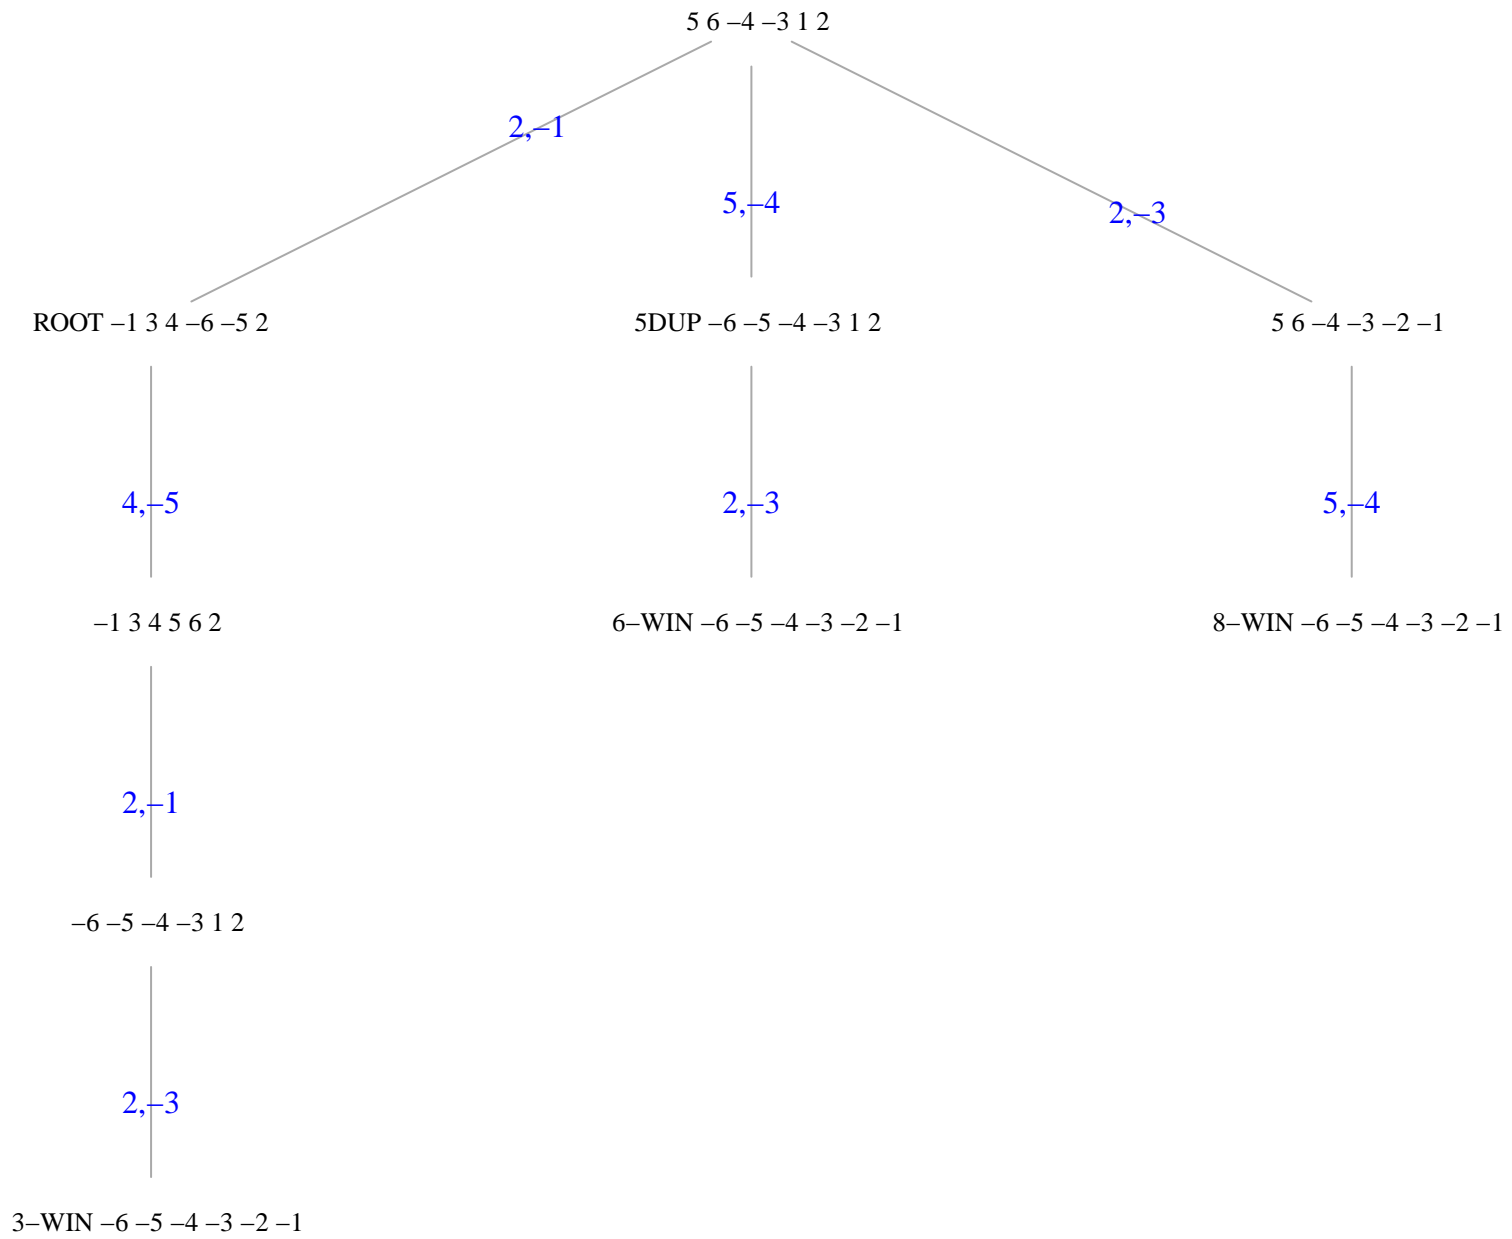 5 6 –4 –3 1 2
2,–1
5,–4
2,–3
ROOT –1 3 4 –6 –5 2
5DUP –6 –5 –4 –3 1 2
5 6 –4 –3 –2 –1
4,–5
2,–3
5,–4
–1 3 4 5 6 2
6–WIN –6 –5 –4 –3 –2 –1
8–WIN –6 –5 –4 –3 –2 –1
2,–1
–6 –5 –4 –3 1 2
2,–3
3–WIN –6 –5 –4 –3 –2 –1